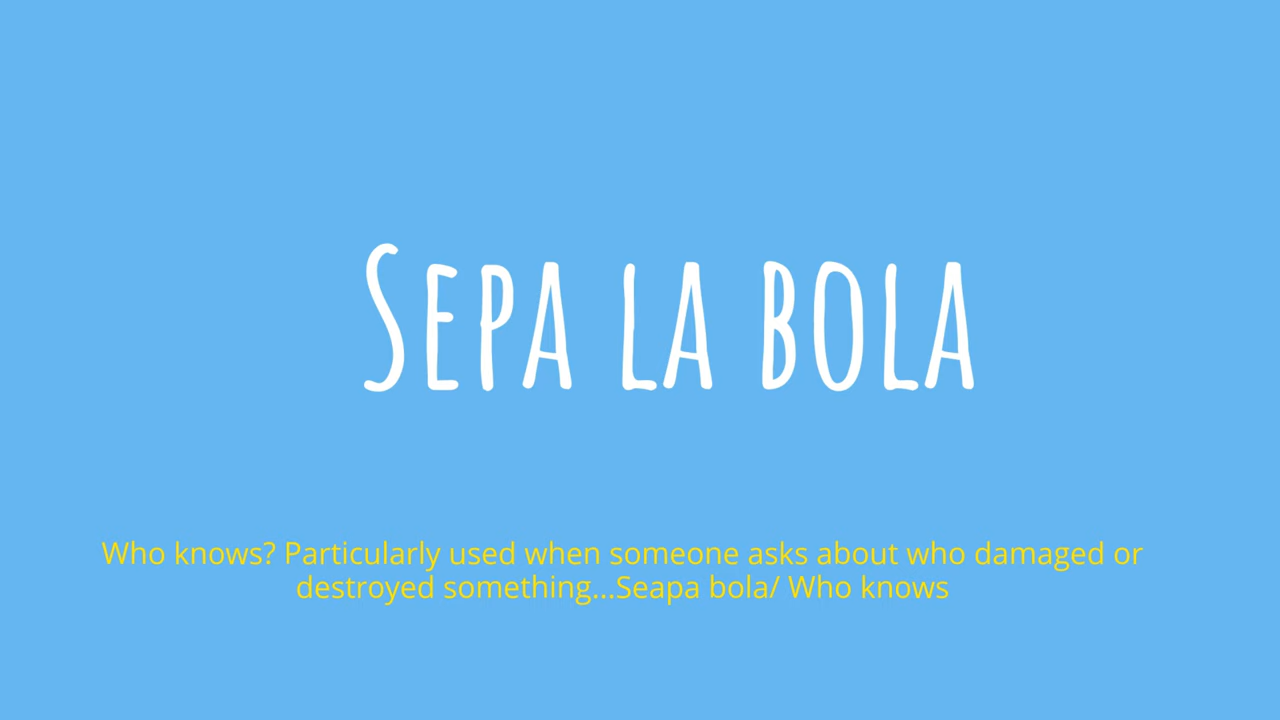 Sepa la bola
Who knows? Particularly used when someone asks about who damaged or
destroyed something...Seapa bola/ Who knows